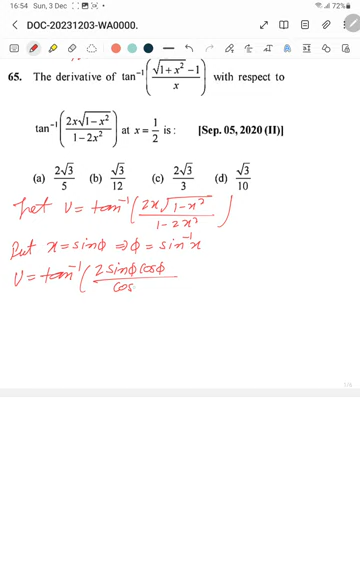 16:54 Sun, 3 Dec 72%
DOC-20231203-WA0000.
65. The derivative of tan⁻¹((√(1+x²) −1)/x) with respect to
tan⁻¹((2x√(1−x²))/(1−2x²)) at x = 1/2 is : [Sep. 05, 2020 (II)]
(a) 2√3/5 (b) √3/12 (c) 2√3/3 (d) √3/10
Let V = tan⁻¹((2x√(1−x²))/(1−2x²))
Put x = sinφ ⇒ φ = sin⁻¹x
V = tan⁻¹((2 sinφ cosφ)/(cos
1/6